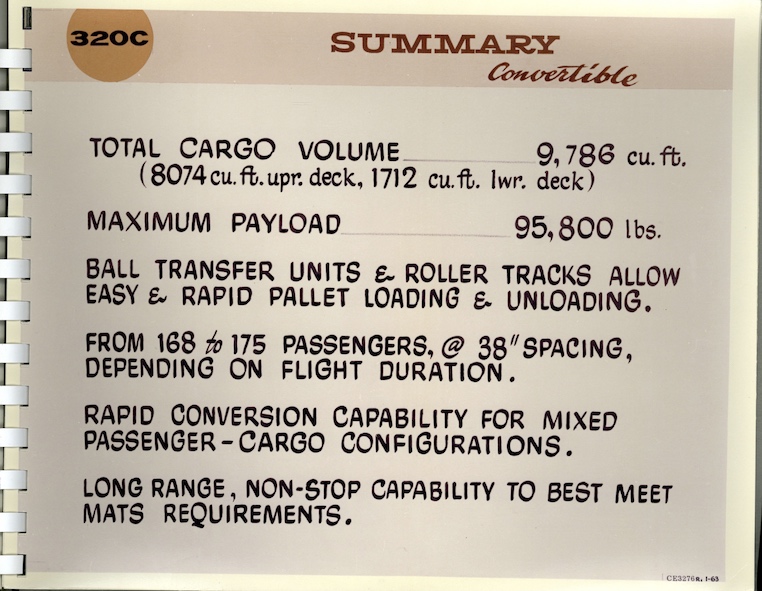 320C
SUMMARY
Convertible
TOTAL CARGO VOLUME 9,786 cu. ft.
(8074 cu. ft. upr. deck, 1712 cu. ft. lwr. deck)
MAXIMUM PAYLOAD 95,800 lbs.
BALL TRANSFER UNITS & ROLLER TRACKS ALLOW
EASY & RAPID PALLET LOADING & UNLOADING.
FROM 168 to 175 PASSENGERS, @ 38" SPACING,
DEPENDING ON FLIGHT DURATION.
RAPID CONVERSION CAPABILITY FOR MIXED
PASSENGER-CARGO CONFIGURATIONS.
LONG RANGE, NON-STOP CAPABILITY TO BEST MEET
MATS REQUIREMENTS.
CE3276R, 1-63